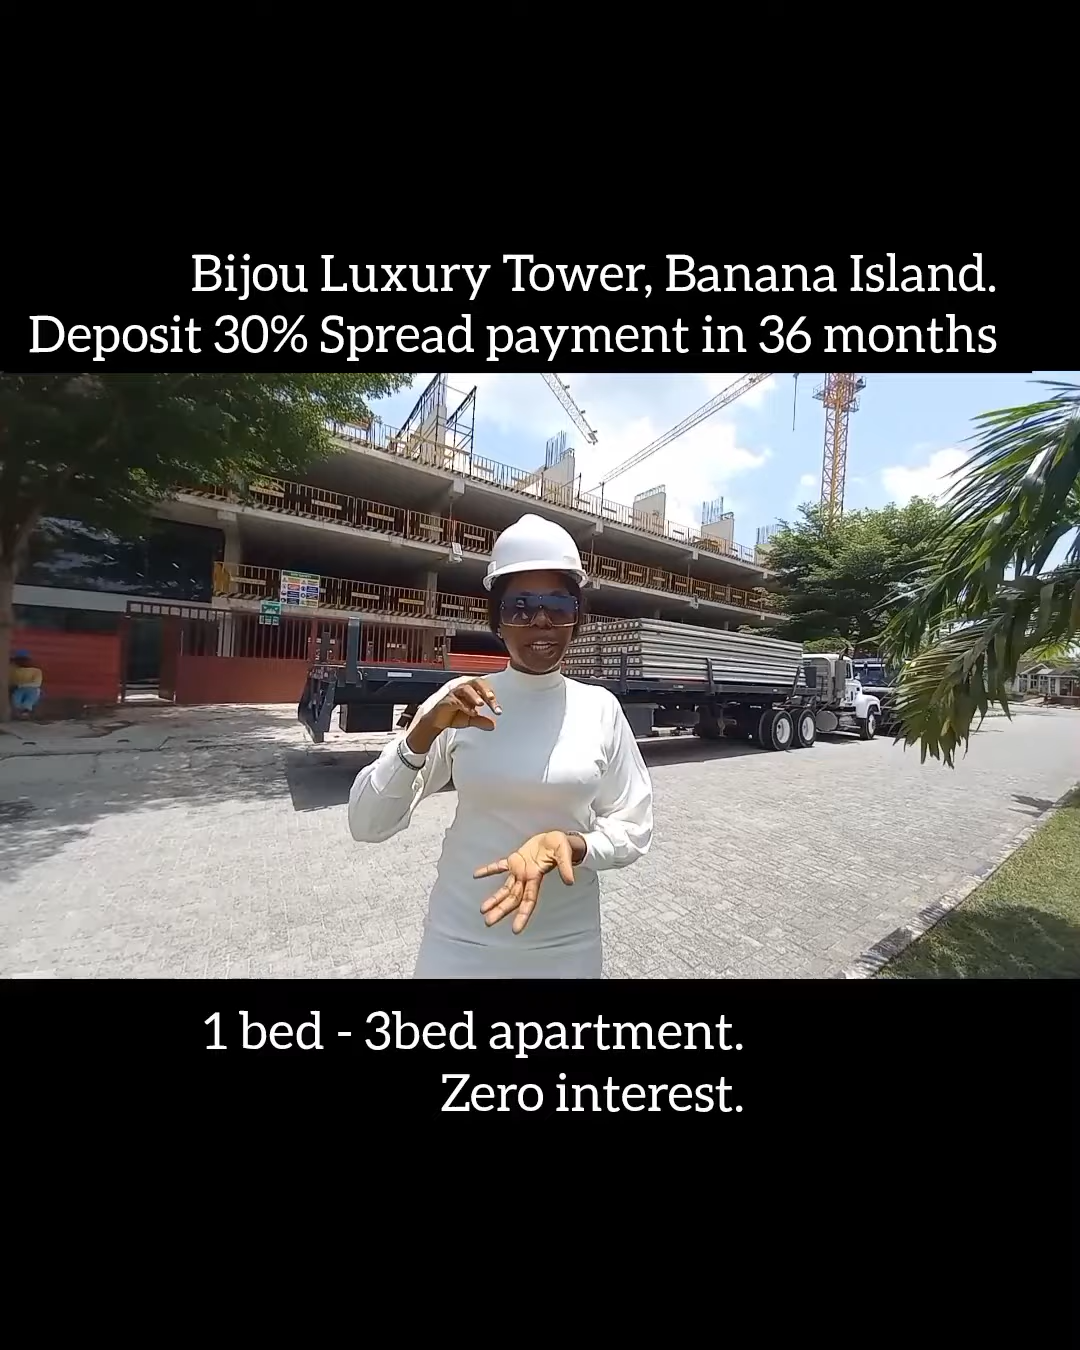 Bijou Luxury Tower, Banana Island.
Deposit 30% Spread payment in 36 months
1 bed - 3bed apartment.
Zero interest.